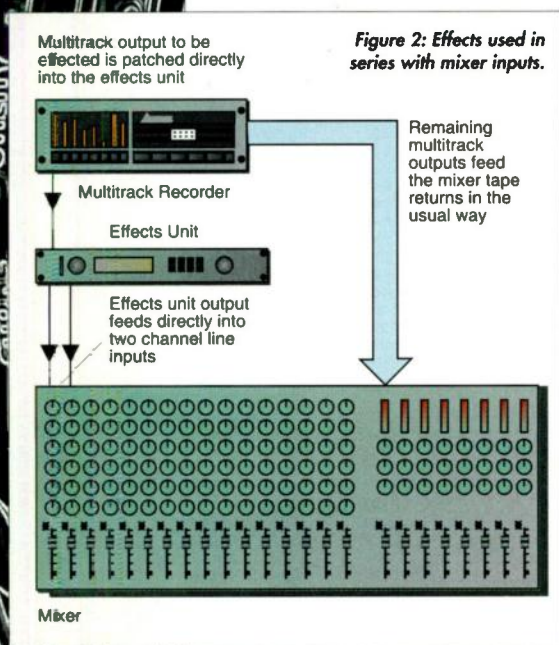 Multitrack output to be
effected is patched directly
into the effects unit
Figure 2: Effects used in
series with mixer inputs.
Remaining
multitrack
outputs feed
the mixer tape
returns in the
usual way
Multitrack Recorder
Effects Unit
Effects unit output
feeds directly into
two channel line
inputs
Mixer